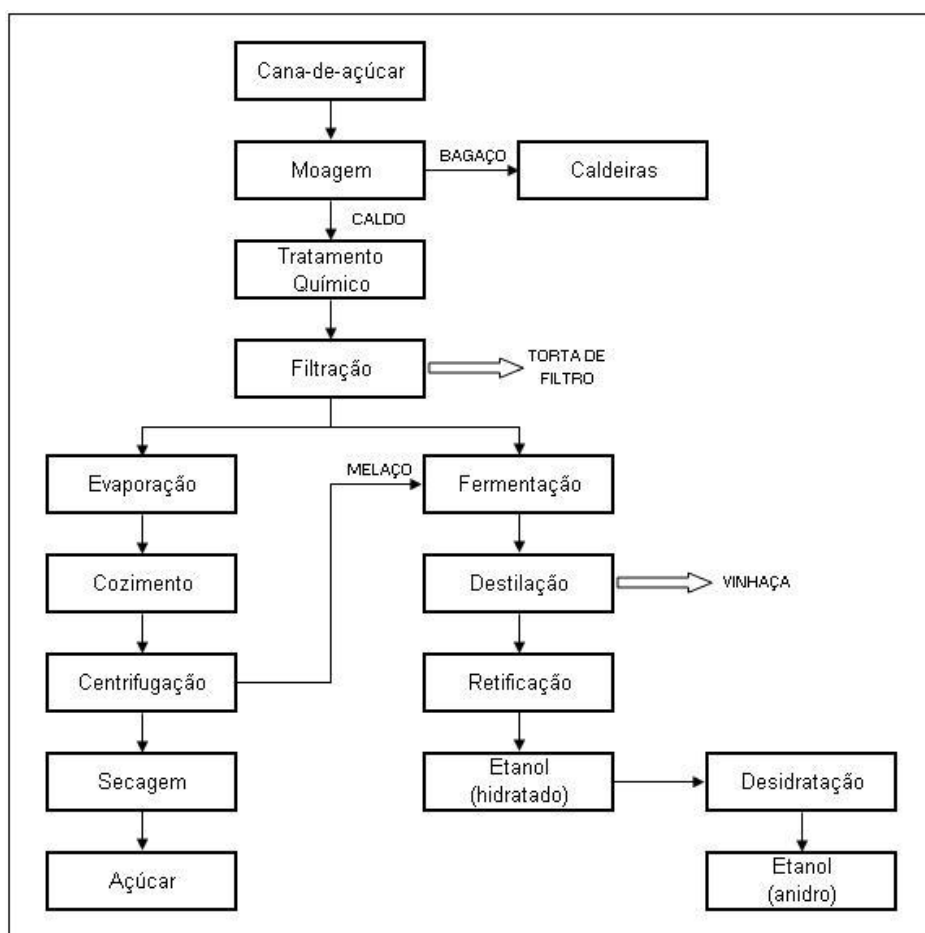 Cana-de-açúcar
Moagem
BAGAÇO
Caldeiras
CALDO
Tratamento
Químico
Filtração
TORTA DE
FILTRO
Evaporação
MELAÇO
Fermentação
Cozimento
Destilação
VINHAÇA
Centrifugação
Retificação
Secagem
Etanol
(hidratado)
Desidratação
Açúcar
Etanol
(anidro)